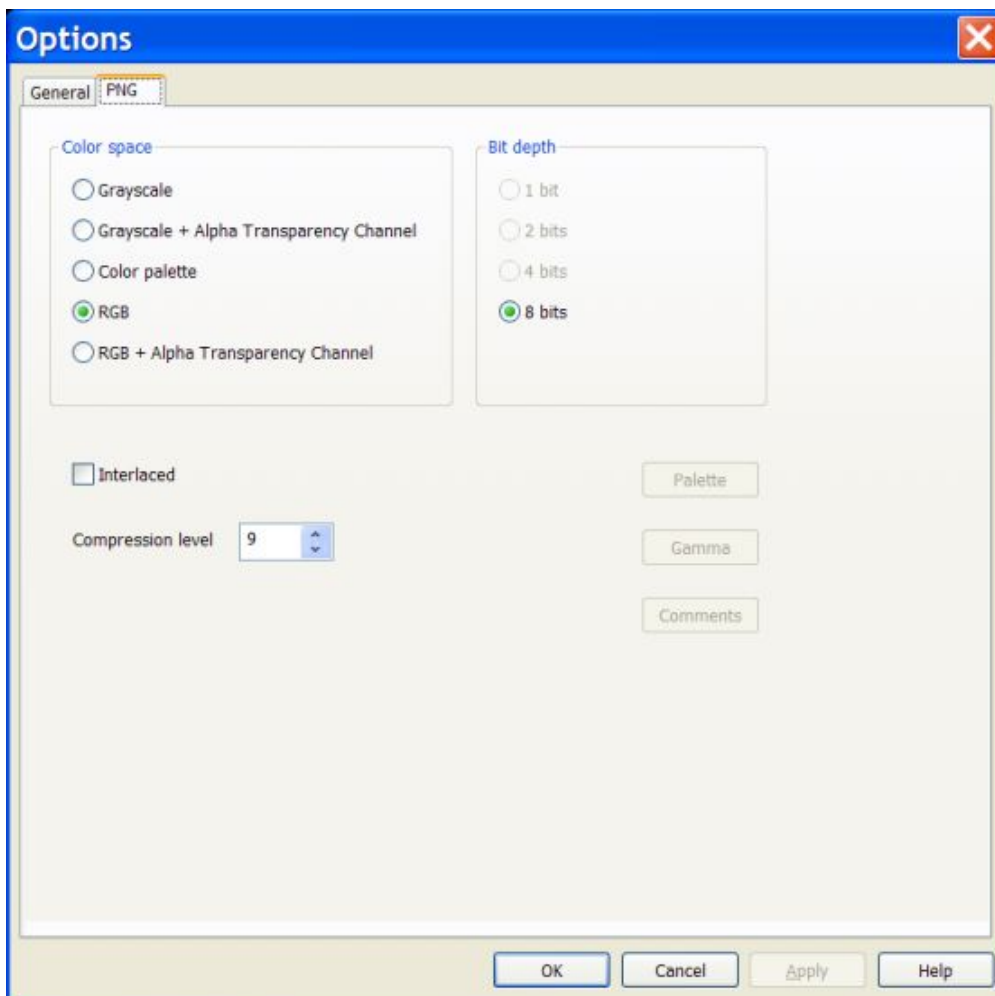 Options
General PNG
Color space
Grayscale
Grayscale + Alpha Transparency Channel
Color palette
RGB
RGB + Alpha Transparency Channel
Bit depth
1 bit
2 bits
4 bits
8 bits
Interlaced
Compression level 9
Palette
Gamma
Comments
OK Cancel Apply Help